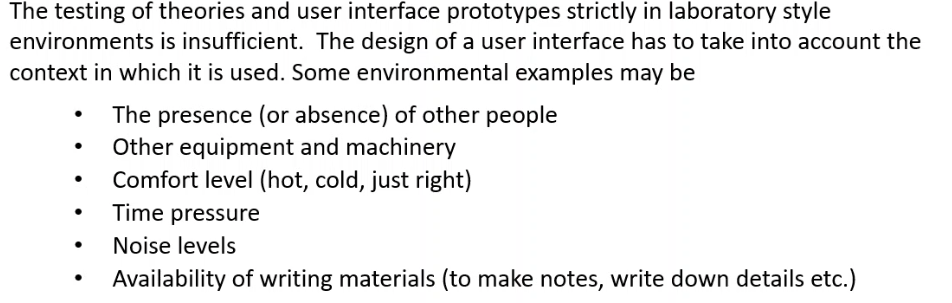 The testing of theories and user interface prototypes strictly in laboratory style
environments is insufficient.  The design of a user interface has to take into account the
context in which it is used. Some environmental examples may be
• The presence (or absence) of other people
• Other equipment and machinery
• Comfort level (hot, cold, just right)
• Time pressure
• Noise levels
• Availability of writing materials (to make notes, write down details etc.)